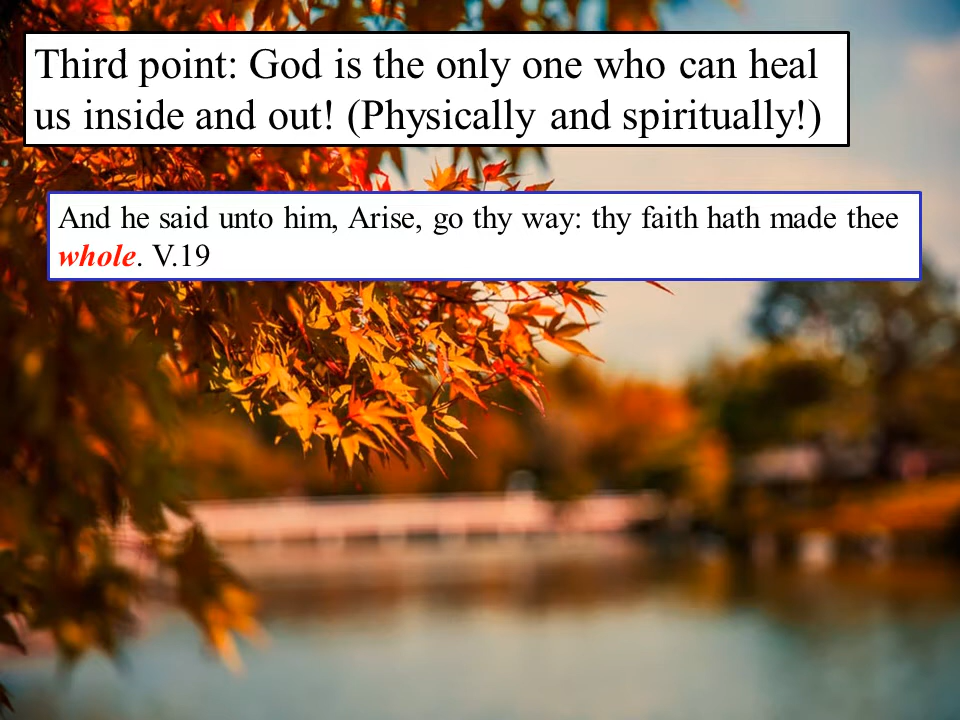 Third point: God is the only one who can heal
us inside and out! (Physically and spiritually!)
And he said unto him, Arise, go thy way: thy faith hath made thee
whole. V.19